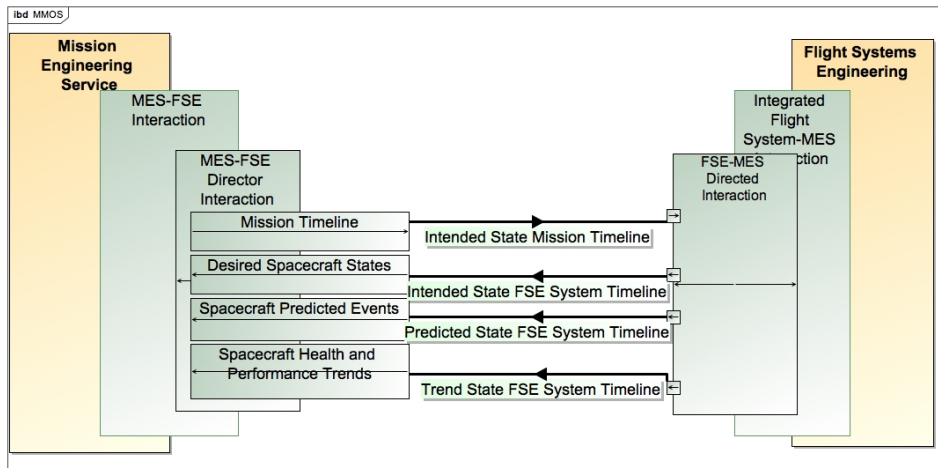 ibd MMOS
Mission
Engineering
Service
MES-FSE
Interaction
MES-FSE
Director
Interaction
Mission Timeline
Desired Spacecraft States
Spacecraft Predicted Events
Spacecraft Health and
Performance Trends
Intended State Mission Timeline
Intended State FSE System Timeline
Predicted State FSE System Timeline
Trend State FSE System Timeline
Flight Systems
Engineering
Integrated
Flight
System-MES
ction
FSE-MES
Directed
Interaction